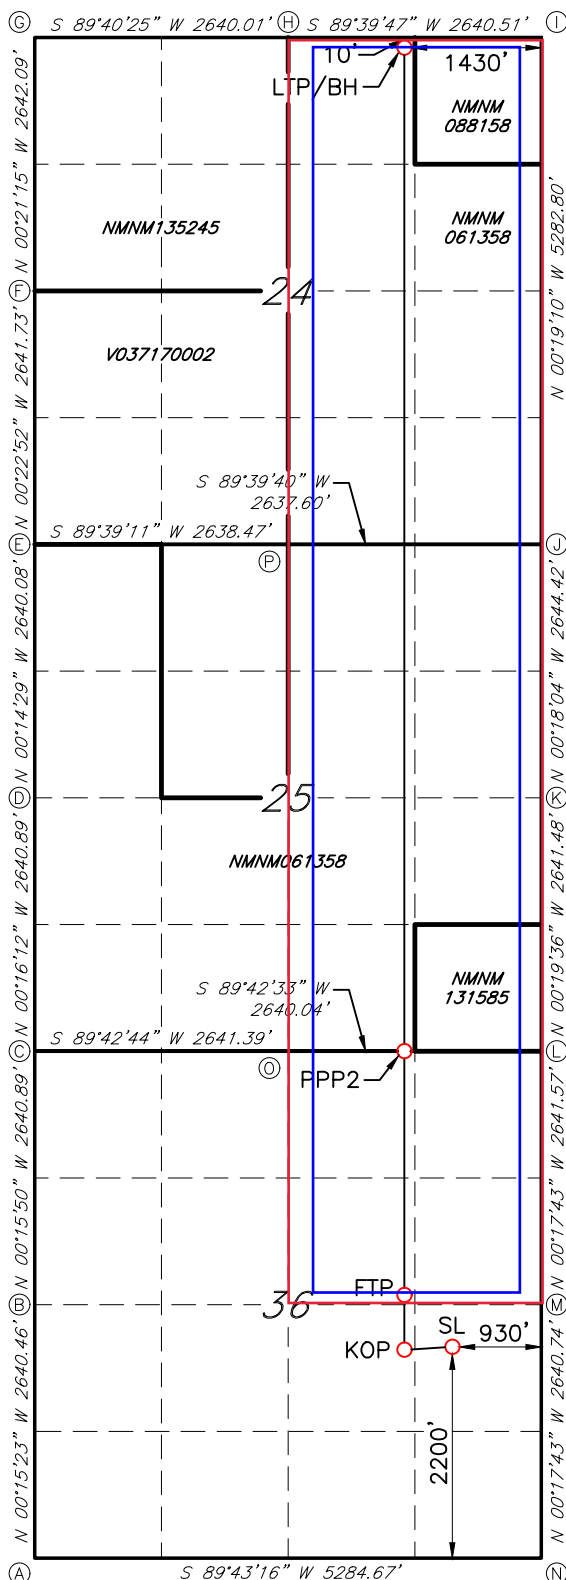 G S 89°40'25" W 2640.01' H S 89°39'47" W 2640.51' I
10'
1430'
LTP/BH
NMNM
088158
N 00°21'15" W 2642.09'
NMNM135245
NMNM
061358
N 00°19'10" W 5282.80'
F
24
V037170002
N 00°22'52" W 2641.73'
S 89°39'40" W
2637.60'
S 89°39'11" W 2638.47'
E
P
J
N 00°14'29" W 2640.08'
N 00°18'04" W 2644.42'
D
25
K
NMNM061358
N 00°16'12" W 2640.89'
N 00°19'36" W 2641.48'
NMNM
131585
S 89°42'33" W
2640.04'
S 89°42'44" W 2641.39'
C
O
L
PPP2
N 00°15'50" W 2640.89'
N 00°17'43" W 2641.57'
FTP
B
36
M
SL
930'
KOP
2200'
N 00°15'23" W 2640.46'
N 00°17'43" W 2640.74'
A S 89°43'16" W 5284.67' N